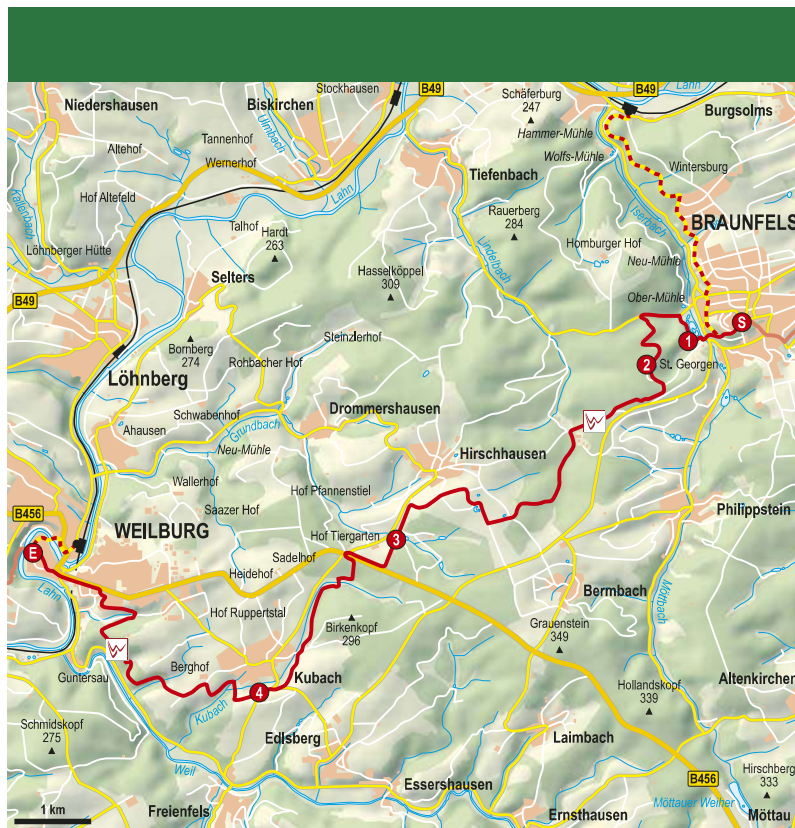 B49
Lahn
Stockhausen
Schäferburg
247
Niedershausen
Biskirchen
B49
Burgsolms
Ulmbach
Tannenhof
Hammer-Mühle
Altehof
Wernerhof
Wolfs-Mühle
Wintersburg
Kallenbach
Tiefenbach
Hof Altefeld
Lahn
Iserbach
Rauerberg
284
BRAUNFELS
Talhof
Hardt
263
Lindelbach
Homburger Hof
Löhnberger Hütte
Neu-Mühle
Selters
Hasselköppel
309
B49
Ober-Mühle
S
Steinzlerhof
1
Bornberg
274
Rohbacher Hof
2
St. Georgen
Löhnberg
Drommershausen
Schwabenhof
Ahausen
Grundbach
Neu-Mühle
Hirschhausen
Wallerhof
Hof Pfannenstiel
Saazer Hof
Philippstein
B456
WEILBURG
Hof Tiergarten
3
E
Sadelhof
Heidehof
Lahn
Möttbach
Bermbach
Hof Ruppertstal
Birkenkopf
296
Grauenstein
349
Berghof
Guntersau
Kubach
Altenkirchen
Hollandskopf
339
4
Kubach
Schmidskopf
275
Edlsberg
Laimbach
Weil
Hirschberg
333
B456
Essershausen
Möttauer Weiher
1 km
Freienfels
Ernsthausen
Möttau